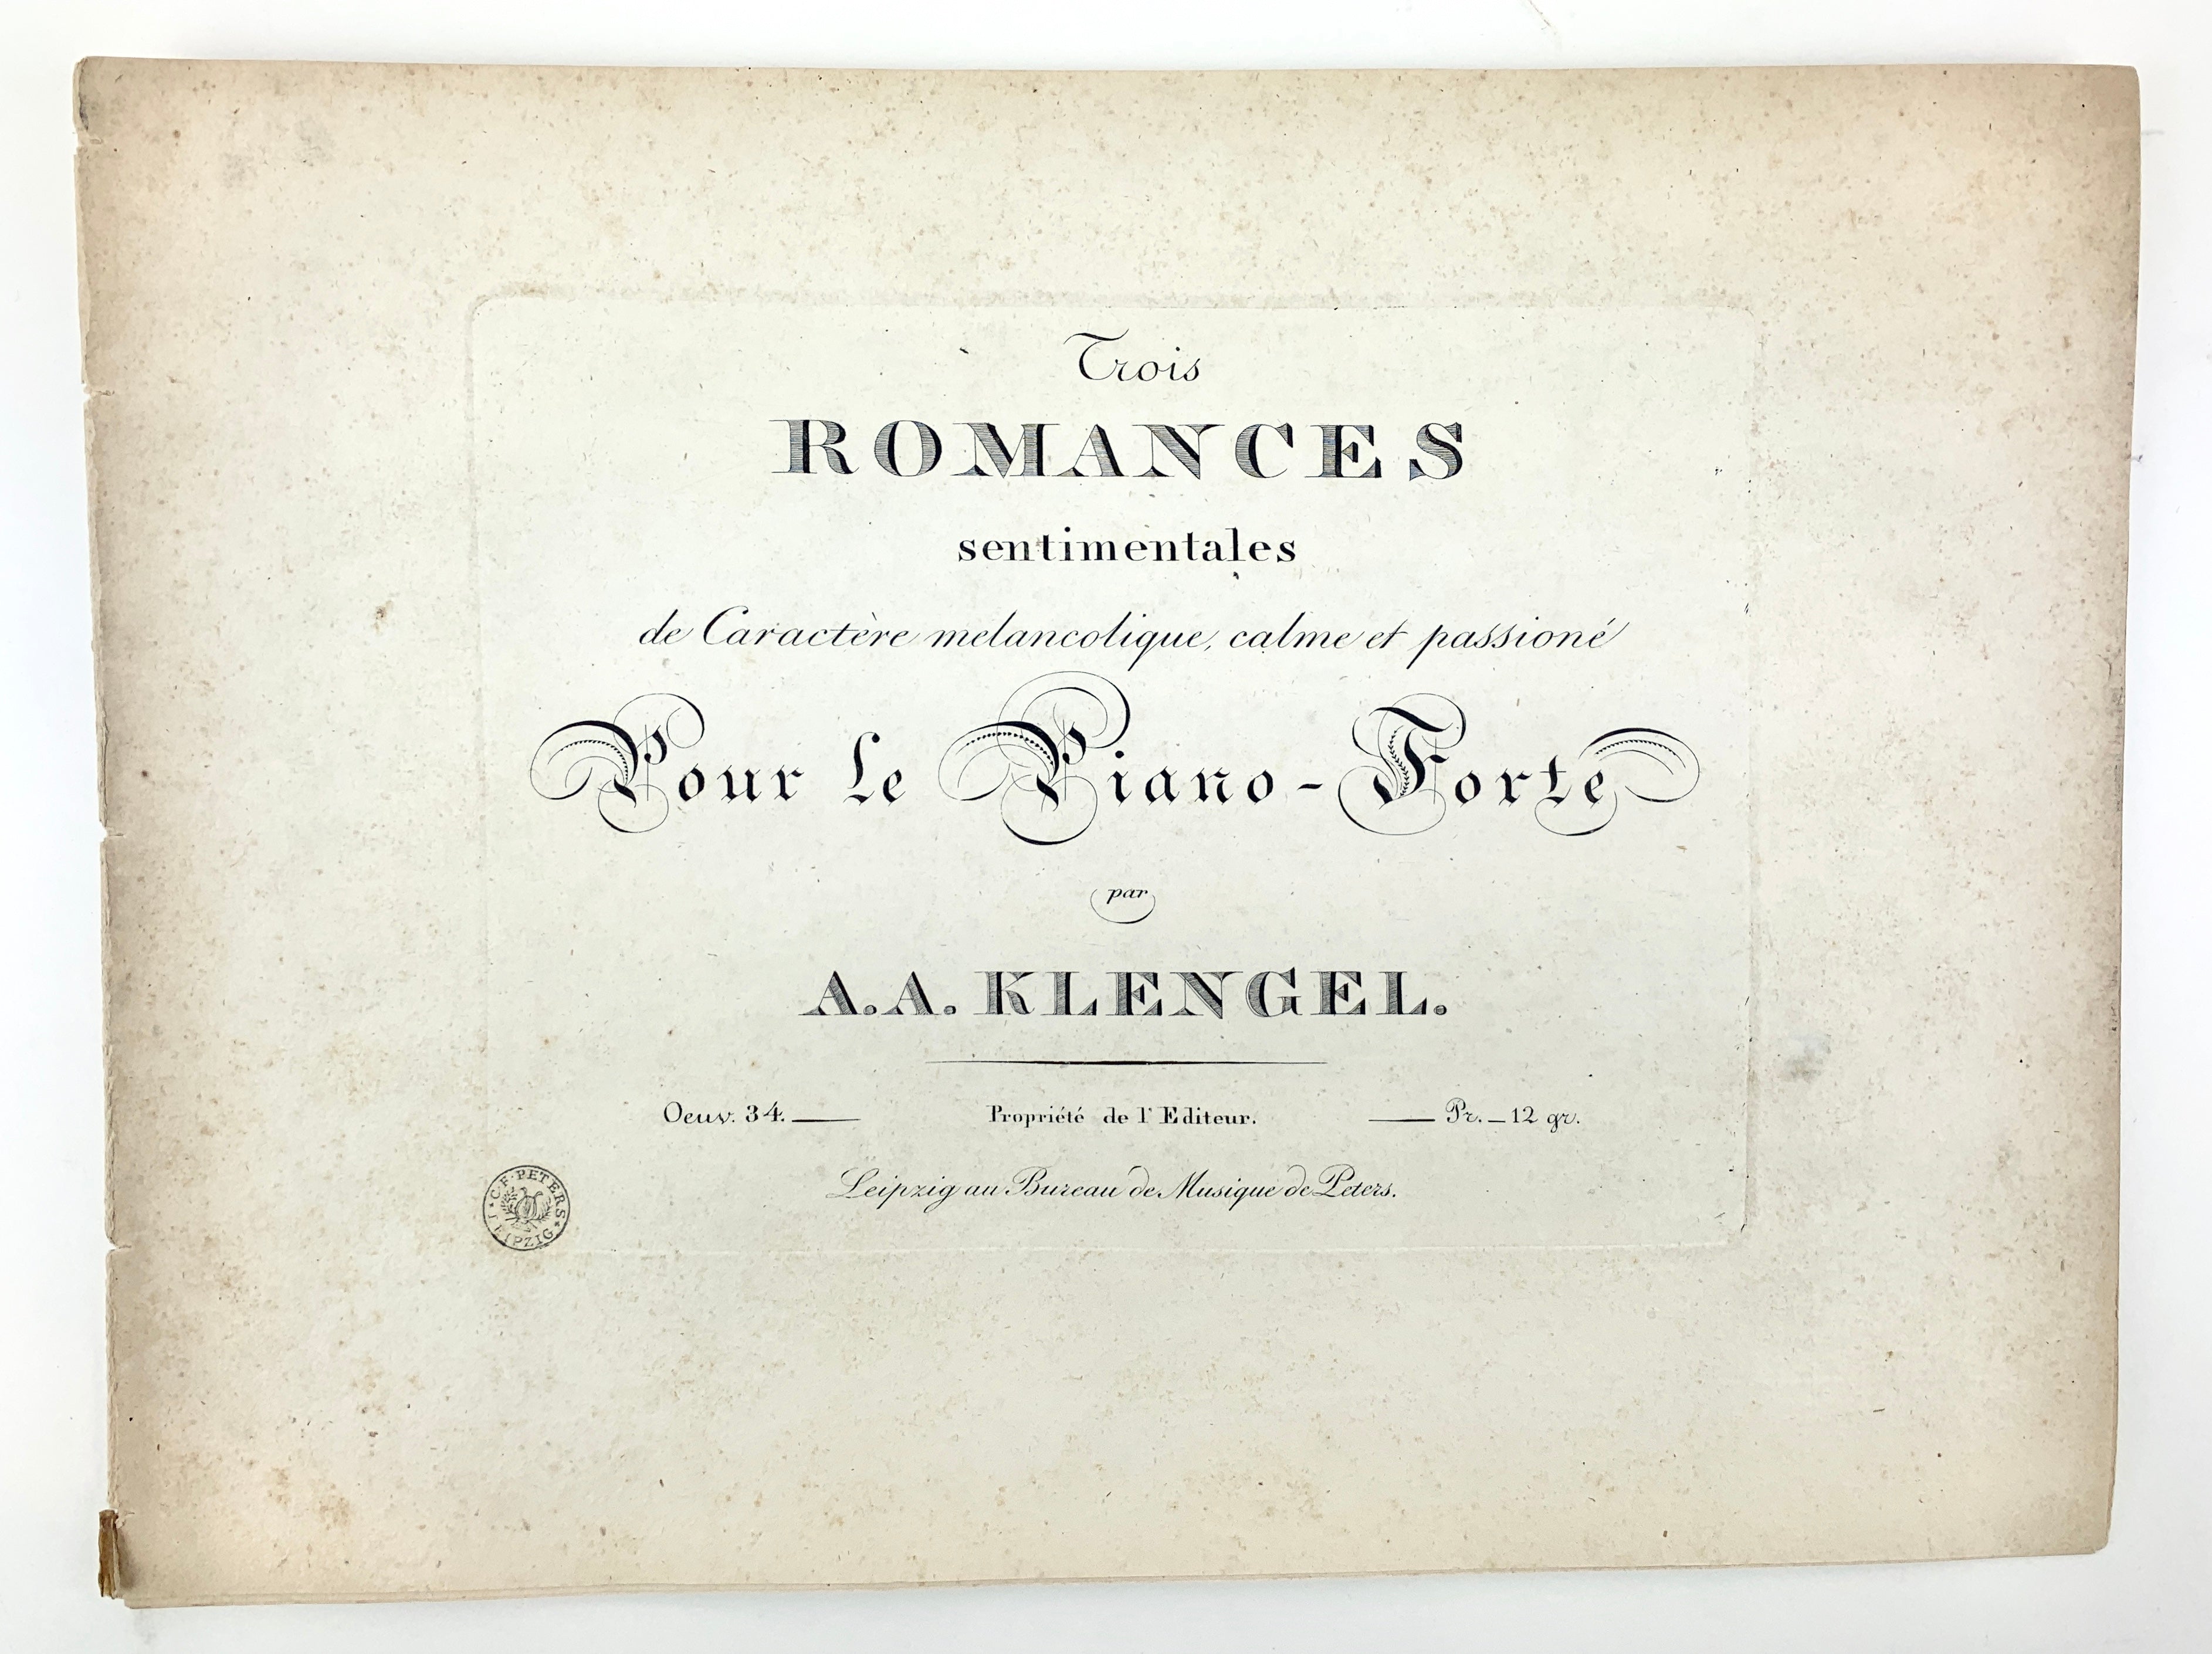 Trois
ROMANCES
sentimentales
de Caractère melancolique, calme et passioné
Pour le Piano-Forte
par
A. A. KLENGEL.
Oeuv. 34. Propriété de l'Editeur. Pr. 12 gr.
Leipzig au Bureau de Musique de Peters.
C. F. PETERS LEIPZIG